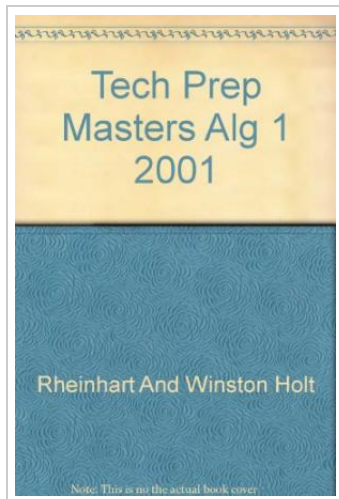 Tech Prep
Masters Alg 1
2001
Rheinhart And Winston Holt
Note: This is no the actual book cover